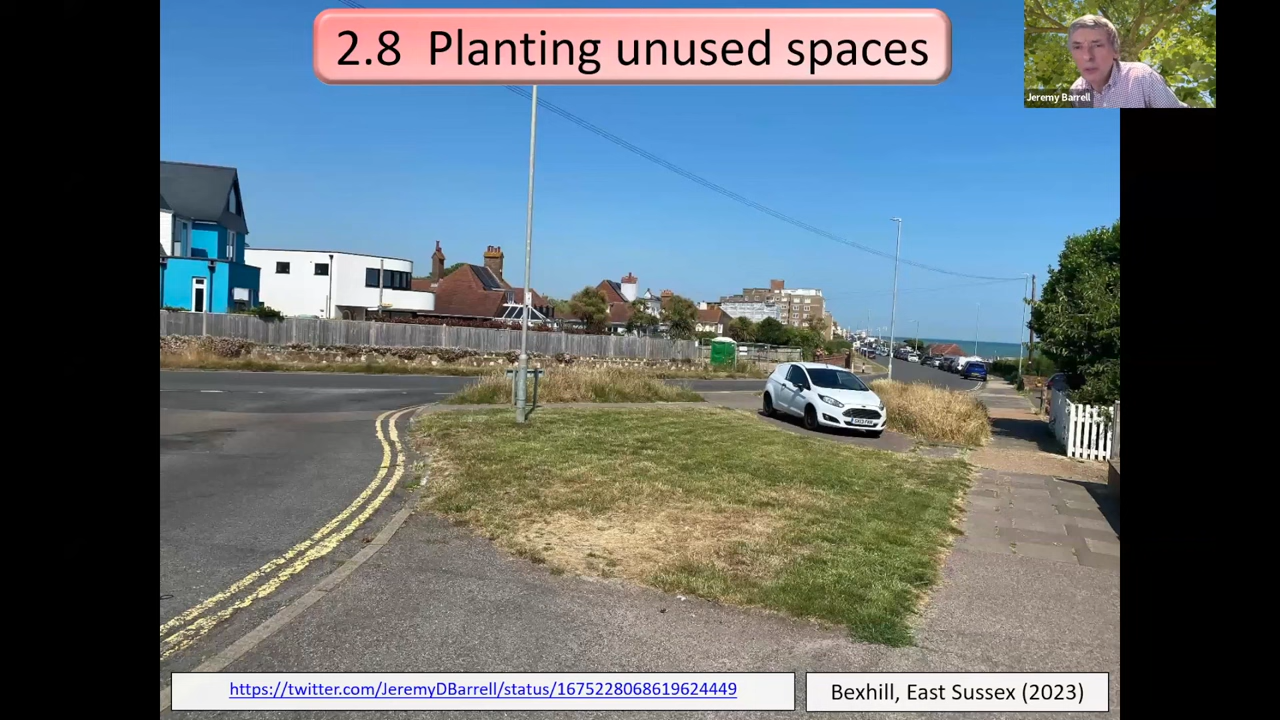 2.8 Planting unused spaces
Jeremy Barrell
https://twitter.com/JeremyDBarrell/status/1675228068619624449
Bexhill, East Sussex (2023)